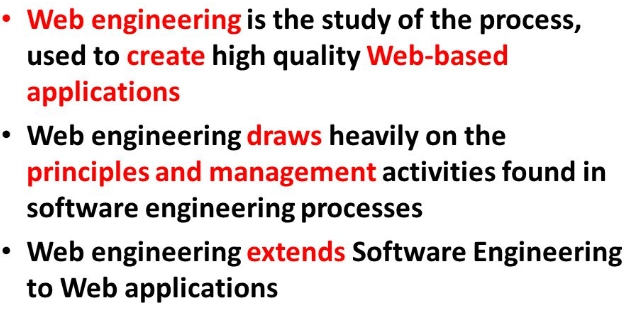 • Web engineering is the study of the process,
used to create high quality Web-based
applications
• Web engineering draws heavily on the
principles and management activities found in
software engineering processes
• Web engineering extends Software Engineering
to Web applications